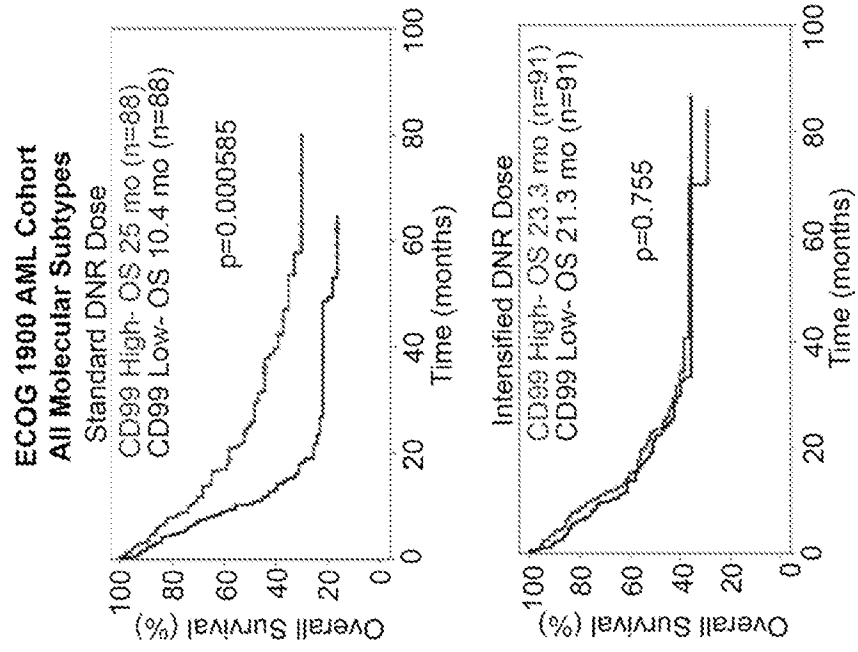 ECOG 1900 AML Cohort
All Molecular Subtypes
Standard DNR Dose
CD99 High- OS 25 mo (n=88)
CD99 Low- OS 10.4 mo (n=88)
p=0.000585
Overall Survival (%)
100
80
60
40
20
0
0 20 40 60 80 100
Time (months)
Intensified DNR Dose
CD99 High- OS 23.3 mo (n=91)
CD99 Low- OS 21.3 mo (n=91)
p=0.755
Overall Survival (%)
100
80
60
40
20
0
0 20 40 60 80 100
Time (months)